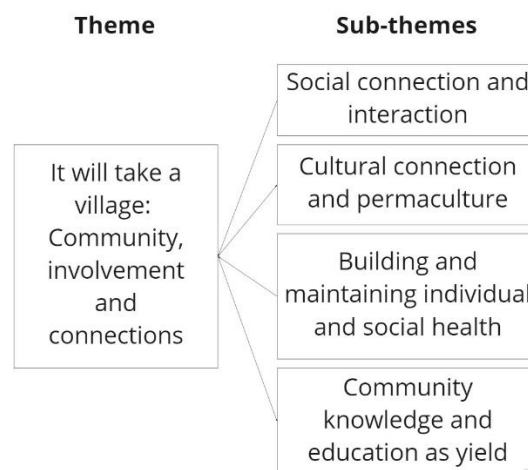 Theme
Sub-themes
It will take a
village:
Community,
involvement
and
connections
Social connection and
interaction
Cultural connection
and permaculture
Building and
maintaining individual
and social health
Community
knowledge and
education as yield